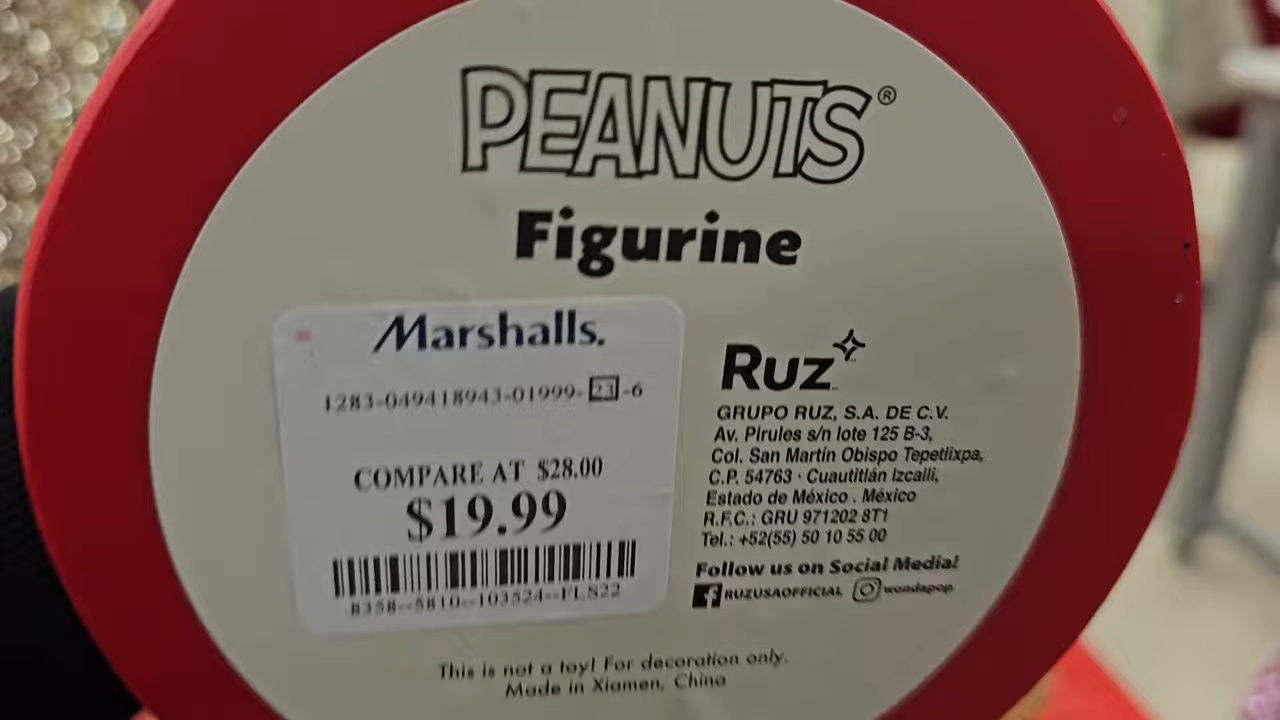 PEANUTS®
Figurine
Marshalls.
1283-049418943-01999-23-6
COMPARE AT $28.00
$19.99
8358--5810--103524--FLS22
Ruz
GRUPO RUZ, S.A. DE C.V.
Av. Pirules s/n lote 125 B-3,
Col. San Martín Obispo Tepetlixpa,
C.P. 54763 · Cuautitlán Izcalli,
Estado de México . México
R.F.C.: GRU 971202 8T1
Tel.: +52(55) 50 10 55 00
Follow us on Social Media!
RUZUSAOFFICIAL wondapop
This is not a toy! For decoration only.
Made in Xiamen, China